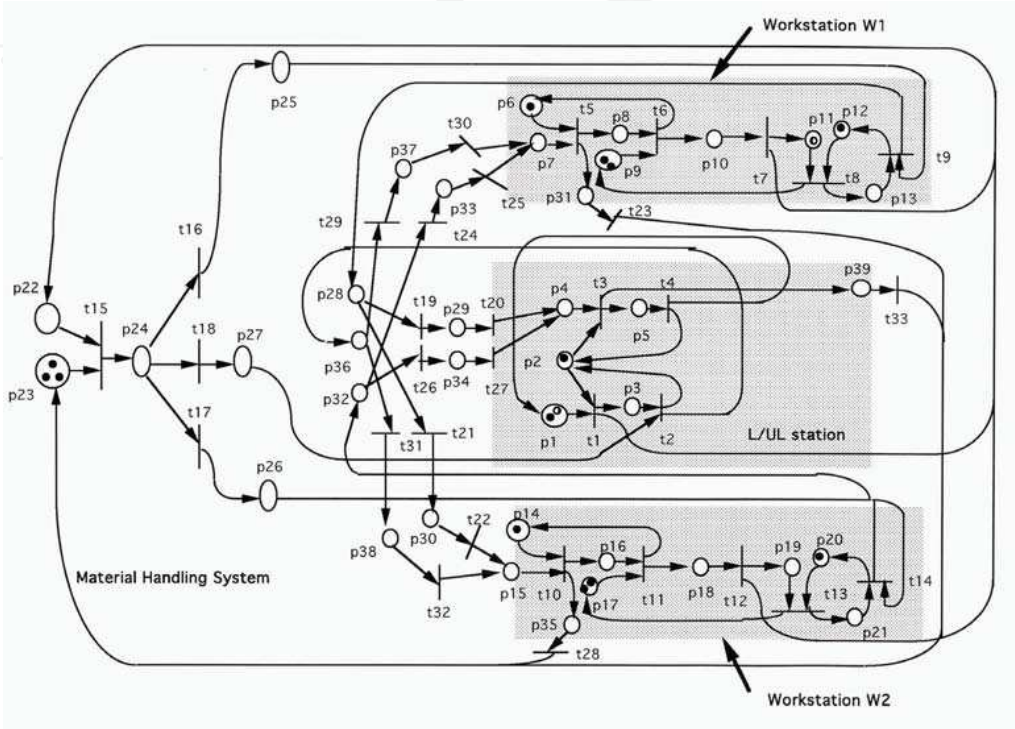 Workstation W1
p25
p6
t5
t6
p8
p11
p12
t30
p37
p7
p9
p10
t9
p33
t7
t8
p13
t25
p31
t23
t29
t24
t16
p22
t15
p28
t19
p29
t20
p4
t3
t4
p39
p24
t18
p27
p5
t33
p23
p36
p2
t26
p34
t27
p32
p3
t17
p1
t1
t2
L/UL station
t31
t21
p26
p14
p30
t22
p16
p19
p20
p38
t14
Material Handling System
p15
t10
p17
t11
p18
t12
t13
t32
p35
p21
t28
Workstation W2